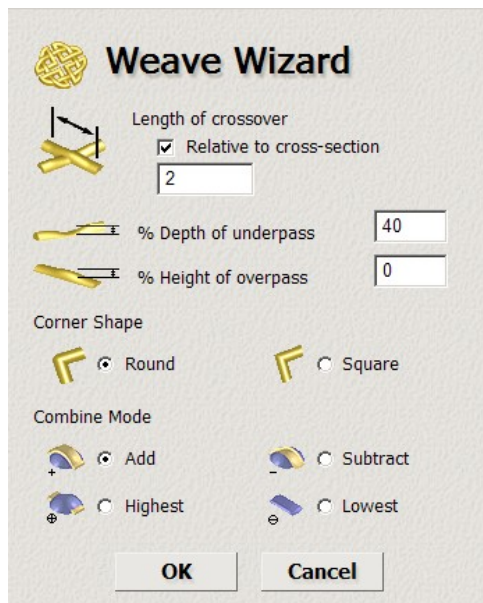 Weave Wizard
Length of crossover
Relative to cross-section
2
% Depth of underpass 40
% Height of overpass 0
Corner Shape
Round Square
Combine Mode
Add Subtract
Highest Lowest
OK Cancel